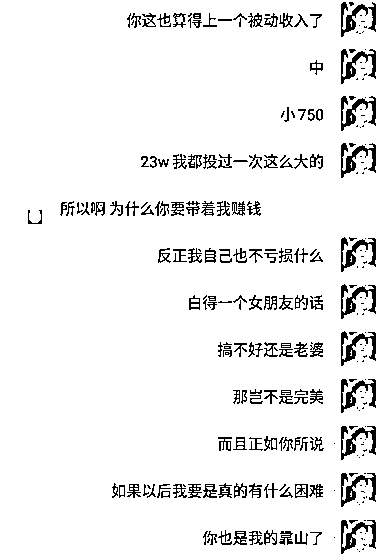 你这也算得上一个被动收入了
中
小750
23w我都投过一次这么大的
所以啊 为什么你要带着我赚钱
反正我自己也不亏损什么
白得一个女朋友的话
搞不好还是老婆
那岂不是完美
而且正如你所说
如果以后我要是真的有什么困难
你也是我的靠山了